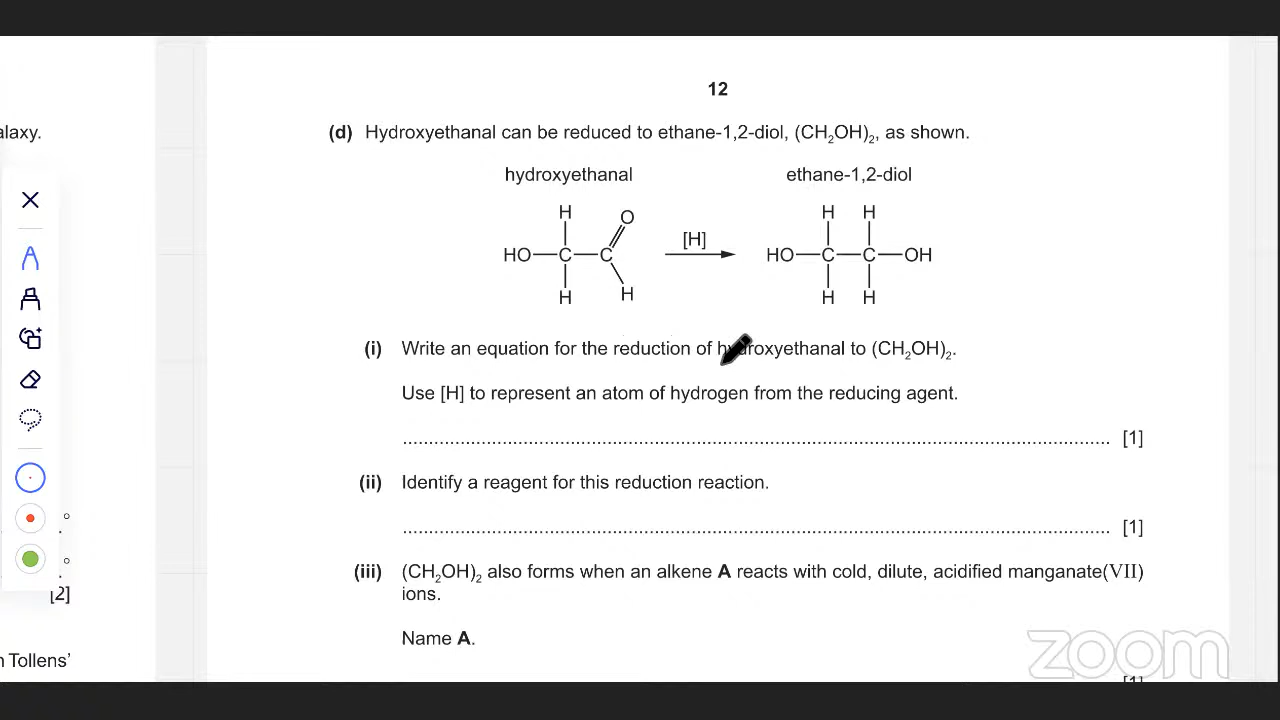 12
alaxy.
(d) Hydroxyethanal can be reduced to ethane-1,2-diol, (CH₂OH)₂, as shown.
hydroxyethanal ethane-1,2-diol
H O H H
HO C C [H] HO C C OH
H H H H
(i) Write an equation for the reduction of hydroxyethanal to (CH₂OH)₂.
Use [H] to represent an atom of hydrogen from the reducing agent.
.................... [1]
(ii) Identify a reagent for this reduction reaction.
.................... [1]
(iii) (CH₂OH)₂ also forms when an alkene A reacts with cold, dilute, acidified manganate(VII)
ions.
[2]
Name A.
Tollens’
zoom